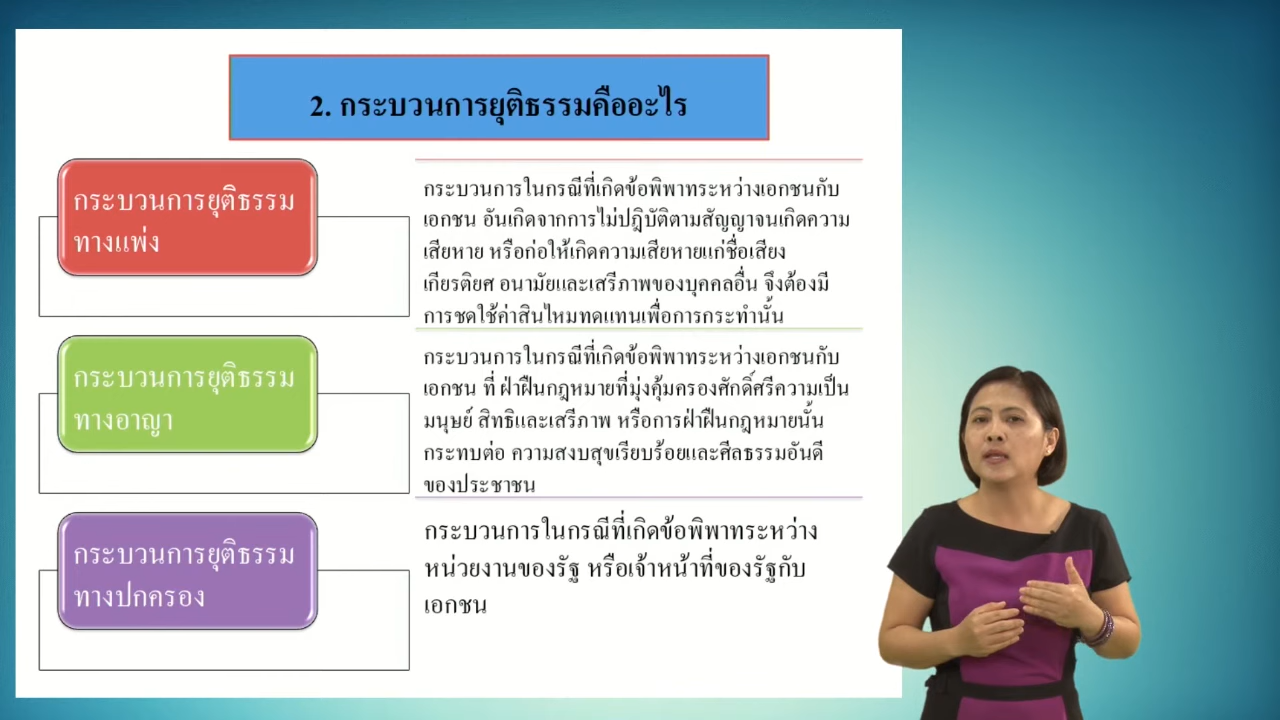 2. กระบวนการยุติธรรมคืออะไร
กระบวนการยุติธรรม
ทางแพ่ง
กระบวนการในกรณีที่เกิดข้อพิพาทระหว่างเอกชนกับ
เอกชน อันเกิดจากการไม่ปฎิบัติตามสัญญาจนเกิดความ
เสียหาย หรือก่อให้เกิดความเสียหายแก่ชื่อเสียง
เกียรติยศ อนามัยและเสรีภาพของบุคคลอื่น จึงต้องมี
การชดใช้ค่าสินไหมทดแทนเพื่อการกระทำนั้น
กระบวนการยุติธรรม
ทางอาญา
กระบวนการในกรณีที่เกิดข้อพิพาทระหว่างเอกชนกับ
เอกชน ที่ ฝ่าฝืนกฎหมายที่มุ่งคุ้มครองศักดิ์ศรีความเป็น
มนุษย์ สิทธิและเสรีภาพ หรือการฝ่าฝืนกฎหมายนั้น
กระทบต่อ ความสงบสุขเรียบร้อยและศีลธรรมอันดี
ของประชาชน
กระบวนการยุติธรรม
ทางปกครอง
กระบวนการในกรณีที่เกิดข้อพิพาทระหว่าง
หน่วยงานของรัฐ หรือเจ้าหน้าที่ของรัฐกับ
เอกชน